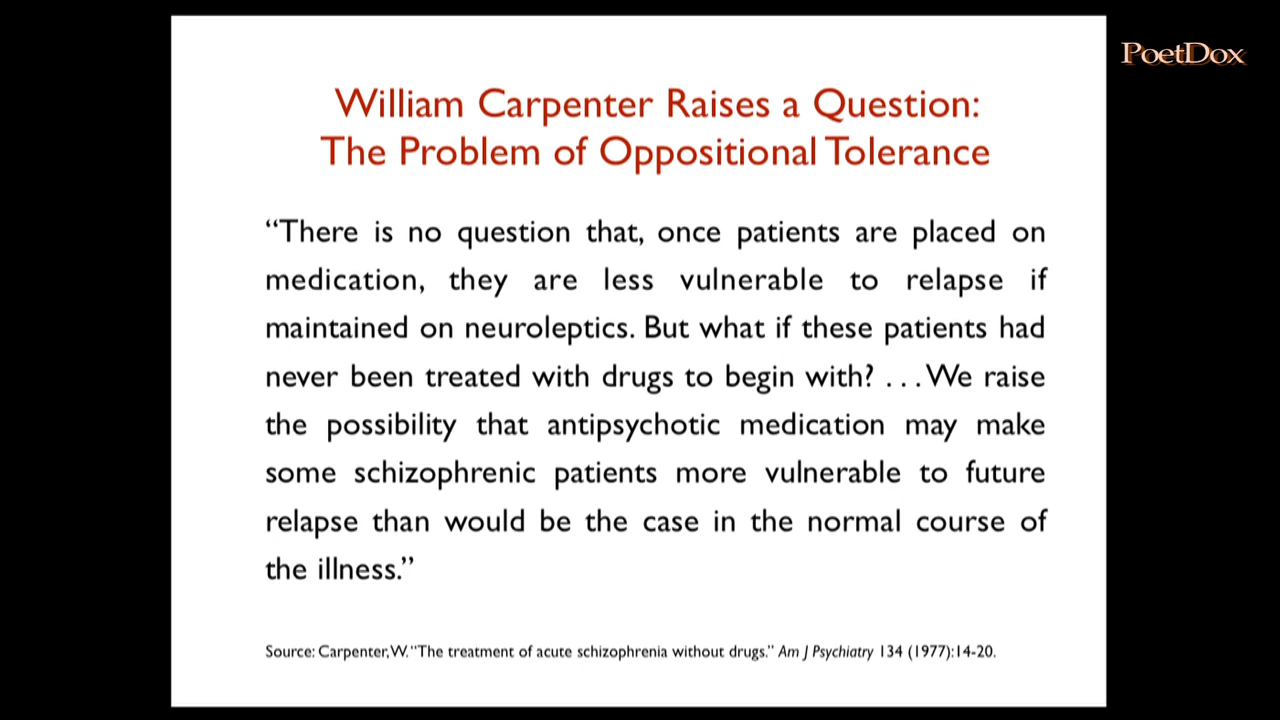 PoetDox
William Carpenter Raises a Question:
The Problem of Oppositional Tolerance
“There is no question that, once patients are placed on
medication, they are less vulnerable to relapse if
maintained on neuroleptics. But what if these patients had
never been treated with drugs to begin with? . . . We raise
the possibility that antipsychotic medication may make
some schizophrenic patients more vulnerable to future
relapse than would be the case in the normal course of
the illness.”
Source: Carpenter, W. “The treatment of acute schizophrenia without drugs.” Am J Psychiatry 134 (1977):14-20.